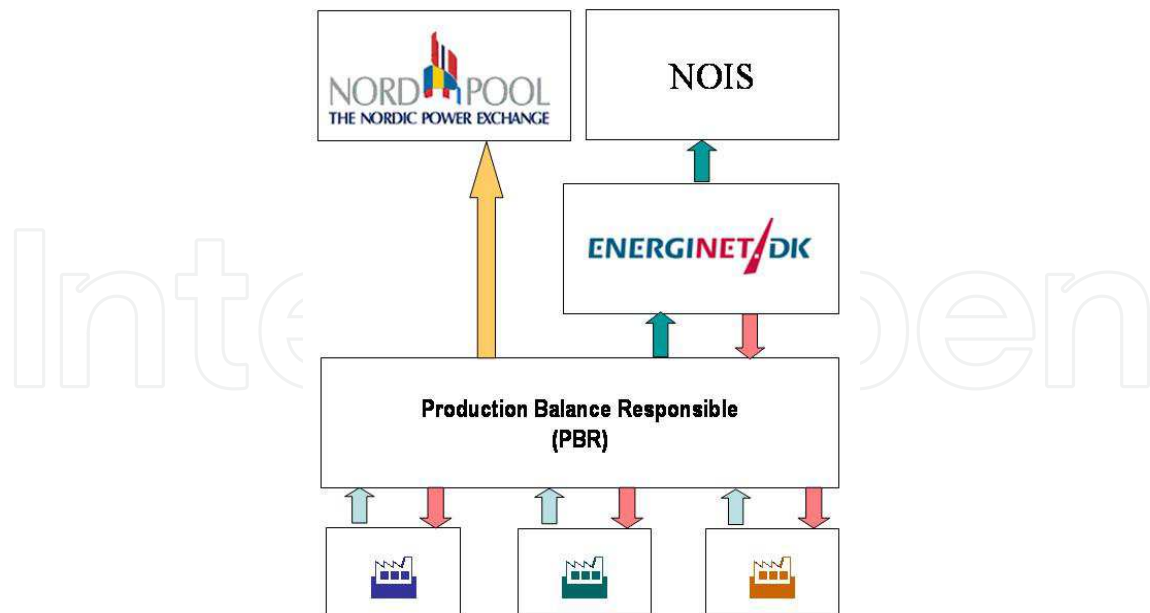 NORD POOL
THE NORDIC POWER EXCHANGE
NOIS
ENERGINET/DK
Production Balance Responsible
(PBR)